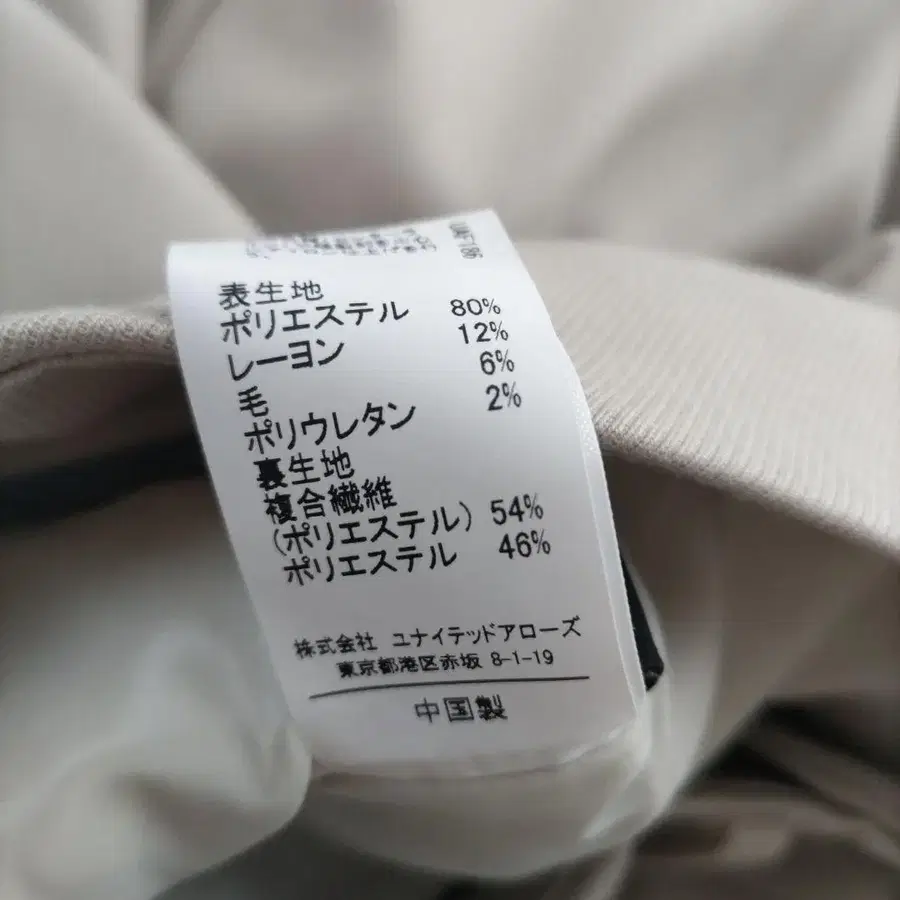 表生地
ポリエステル 80%
レーヨン 12%
毛 6%
ポリウレタン 2%
裏生地
複合繊維
(ポリエステル) 54%
ポリエステル 46%
株式会社 ユナイテッドアローズ
東京都港区赤坂 8-1-19
中国製